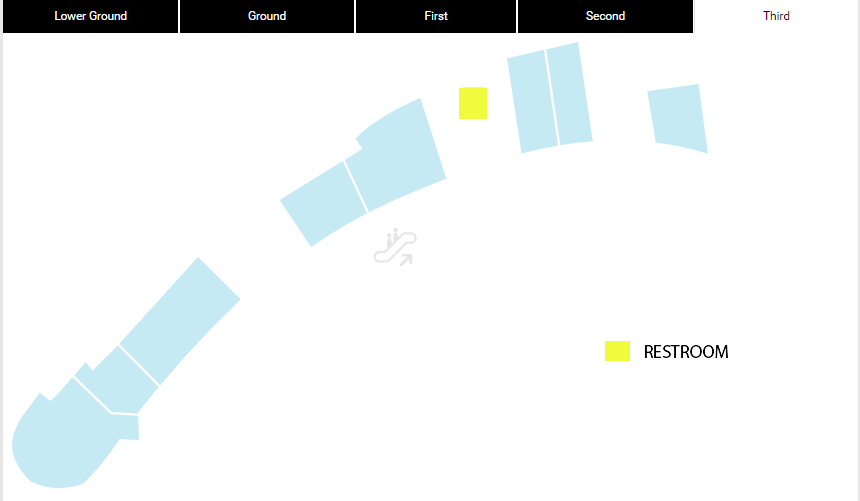 Lower Ground
Ground
First
Second
Third
RESTROOM